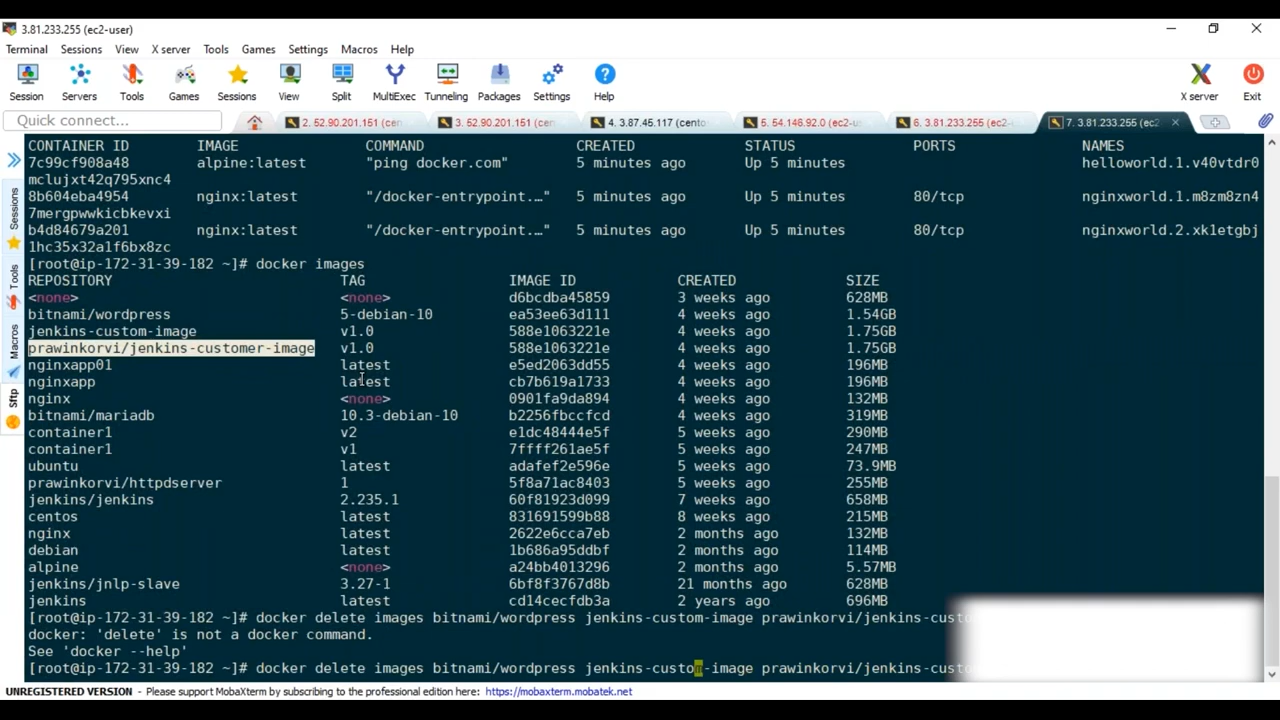 3.81.233.255 (ec2-user)
Terminal Sessions View X server Tools Games Settings Macros Help
Session Servers Tools Games Sessions View Split MultiExec Tunneling Packages Settings Help X server Exit
Quick connect... 2. 52.90.201.151 (cen 3. 52.90.201.151 (cen 4. 3.87.45.117 (cento 5. 54.146.92.0 (ec2-u 6. 3.81.233.255 (ec2- 7. 3.81.233.255 (ec2
Sessions
Tools
Macros
Sftp
CONTAINER ID IMAGE COMMAND CREATED STATUS PORTS NAMES
7c99cf908a48 alpine:latest "ping docker.com" 5 minutes ago Up 5 minutes helloworld.1.v40vtdr0
mclujxt42q795xnc4
8b604eba4954 nginx:latest "/docker-entrypoint.…" 5 minutes ago Up 5 minutes 80/tcp nginxworld.1.m8zm8zn4
7mergpwwkicbkevxi
b4d84679a201 nginx:latest "/docker-entrypoint.…" 5 minutes ago Up 5 minutes 80/tcp nginxworld.2.xk1etgbj
1hc35x32a1f6bx8zc
[root@ip-172-31-39-182 ~]# docker images
REPOSITORY TAG IMAGE ID CREATED SIZE
<none> <none> d6bcdba45859 3 weeks ago 628MB
bitnami/wordpress 5-debian-10 ea53ee63d111 4 weeks ago 1.54GB
jenkins-custom-image v1.0 588e1063221e 4 weeks ago 1.75GB
prawinkorvi/jenkins-customer-image v1.0 588e1063221e 4 weeks ago 1.75GB
nginxapp01 latest e5ed2063dd55 4 weeks ago 196MB
nginxapp latest cb7b619a1733 4 weeks ago 196MB
nginx <none> 0901fa9da894 4 weeks ago 132MB
bitnami/mariadb 10.3-debian-10 b2256fbccfcd 4 weeks ago 319MB
container1 v2 e1dc48444e5f 5 weeks ago 290MB
container1 v1 7ffff261ae5f 5 weeks ago 247MB
ubuntu latest adafef2e596e 5 weeks ago 73.9MB
prawinkorvi/httpdserver 1 5f8a71ac8403 5 weeks ago 255MB
jenkins/jenkins 2.235.1 60f81923d099 7 weeks ago 658MB
centos latest 831691599b88 8 weeks ago 215MB
nginx latest 2622e6cca7eb 2 months ago 132MB
debian latest 1b686a95ddbf 2 months ago 114MB
alpine <none> a24bb4013296 2 months ago 5.57MB
jenkins/jnlp-slave 3.27-1 6bf8f3767d8b 21 months ago 628MB
jenkins latest cd14cecfdb3a 2 years ago 696MB
[root@ip-172-31-39-182 ~]# docker delete images bitnami/wordpress jenkins-custom-image prawinkorvi/jenkins-custo
docker: 'delete' is not a docker command.
See 'docker --help'
[root@ip-172-31-39-182 ~]# docker delete images bitnami/wordpress jenkins-custom-image prawinkorvi/jenkins-custo
UNREGISTERED VERSION - Please support MobaXterm by subscribing to the professional edition here: https://mobaxterm.mobatek.net